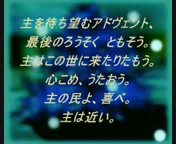 主を待ち望むアドヴェント、
最後のろうそく ともそう。
主はこの世に来たりたもう。
心こめ、うたおう。
主の民よ、喜べ。
主は近い。